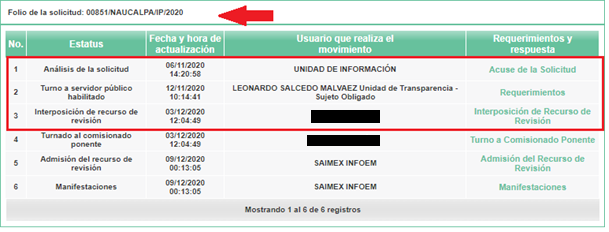 Folio de la solicitud: 00851/NAUCALPA/IP/2020
No. Estatus Fecha y hora de actualización Usuario que realiza el movimiento Requerimientos y respuesta
1 Análisis de la solicitud 06/11/2020 14:20:58 UNIDAD DE INFORMACIÓN Acuse de la Solicitud
2 Turno a servidor público habilitado 12/11/2020 10:14:41 LEONARDO SALCEDO MALVAEZ Unidad de Transparencia - Sujeto Obligado Requerimientos
3 Interposición de recurso de revisión 03/12/2020 12:04:49 Interposición de Recurso de Revisión
4 Turnado al comisionado ponente 03/12/2020 12:04:49 Turno a Comisionado Ponente
5 Admisión del recurso de revisión 09/12/2020 00:13:05 SAIMEX INFOEM Admisión del Recurso de Revisión
6 Manifestaciones 09/12/2020 00:13:05 SAIMEX INFOEM Manifestaciones
Mostrando 1 al 6 de 6 registros